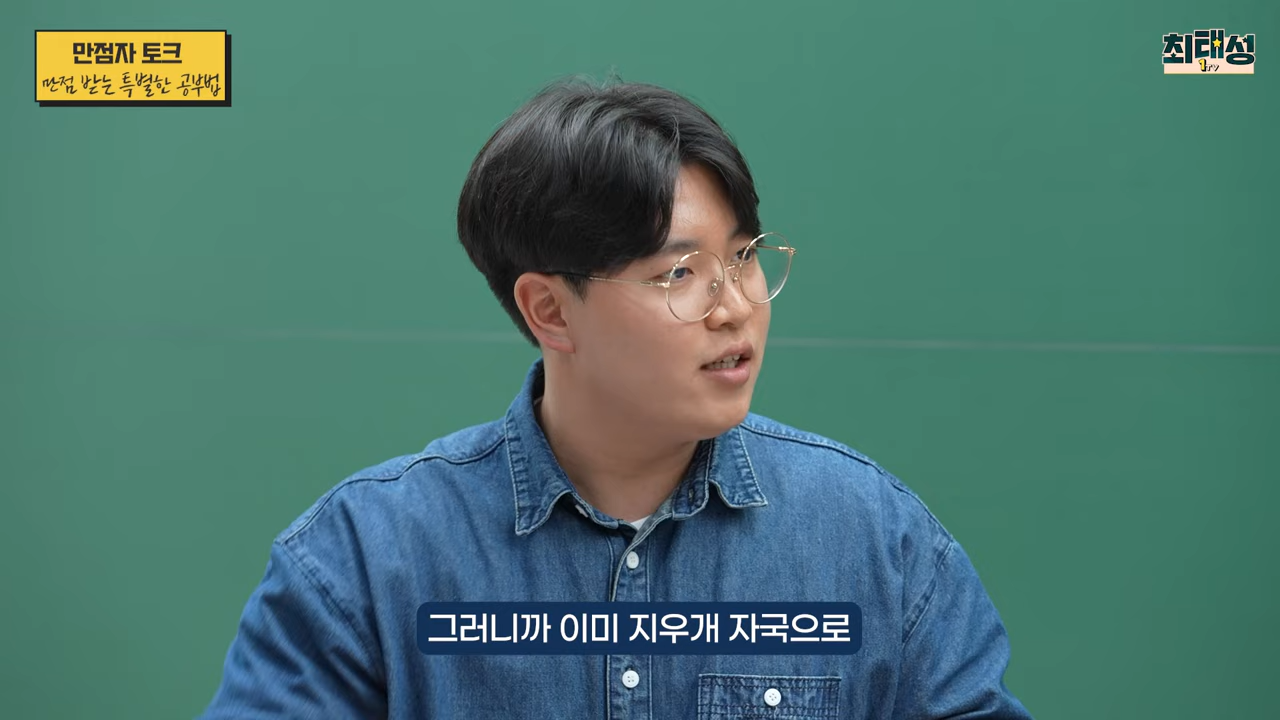 만점자 토크
만점 받는 특별한 공부법
최태성
1TV
그러니까 이미 지우개 자국으로